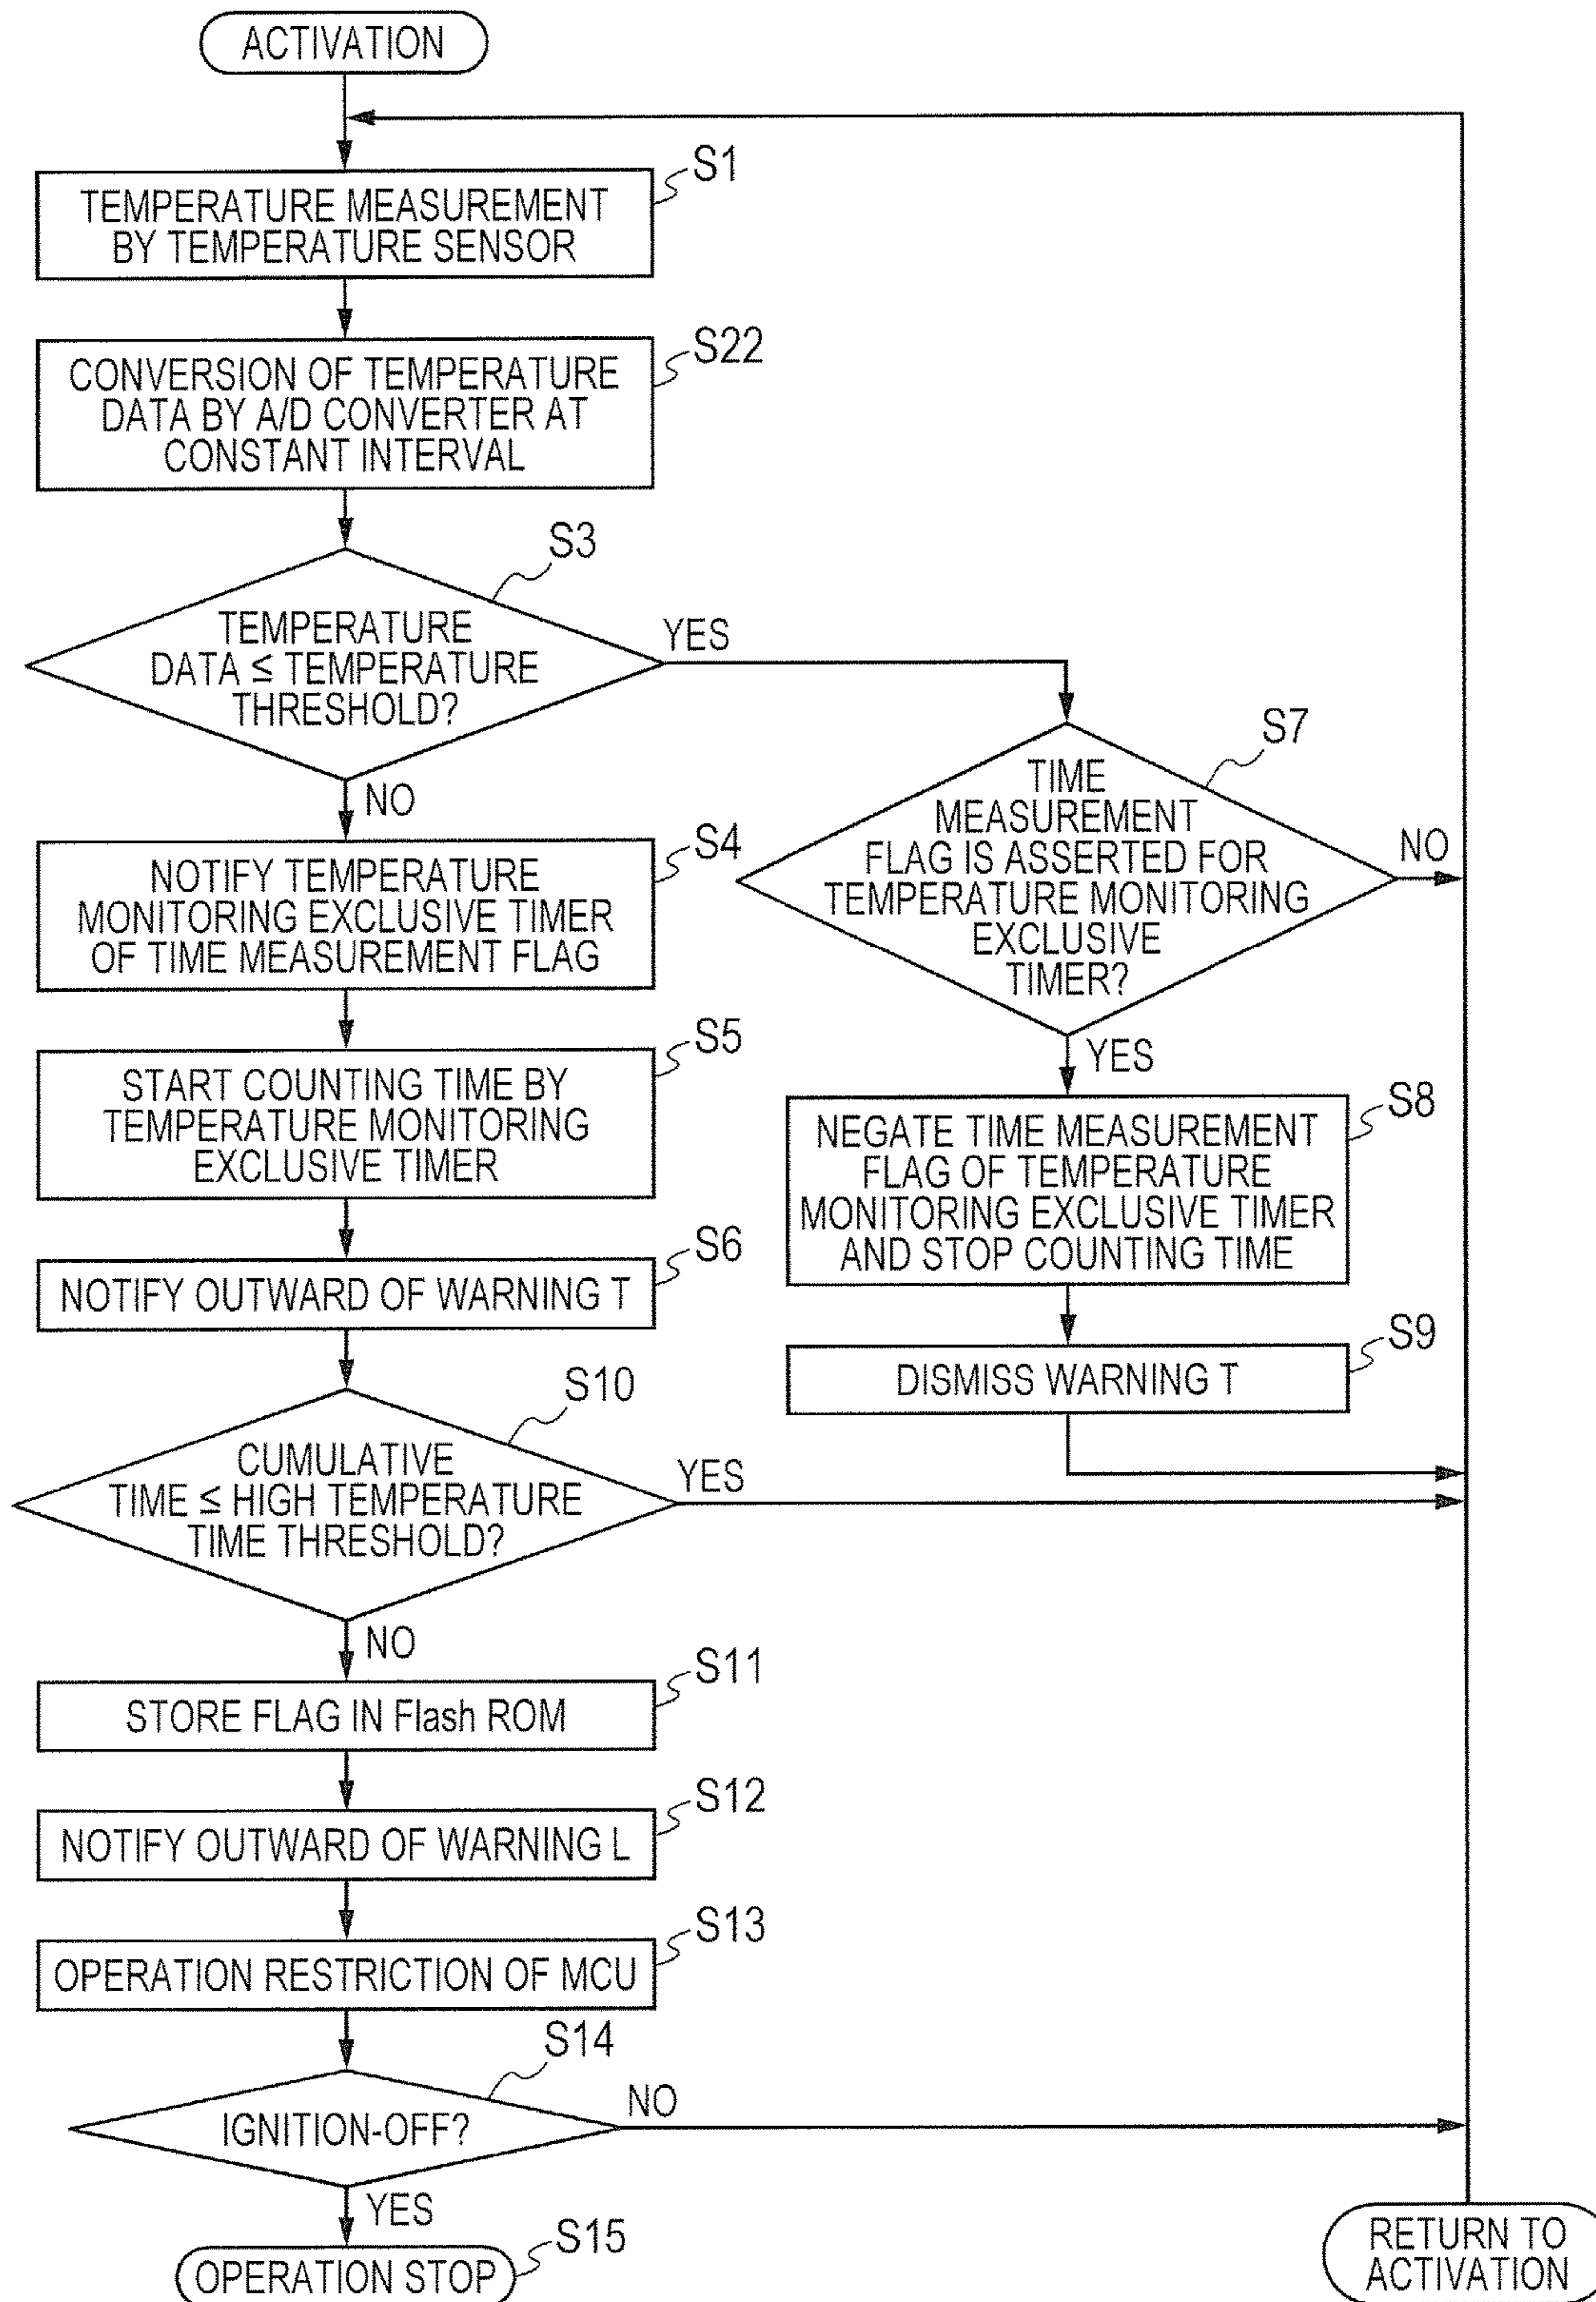 ACTIVATION
S1
TEMPERATURE MEASUREMENT
BY TEMPERATURE SENSOR
S22
CONVERSION OF TEMPERATURE
DATA BY A/D CONVERTER AT
CONSTANT INTERVAL
S3
TEMPERATURE
DATA ≤ TEMPERATURE
THRESHOLD?
YES
NO
S7
TIME
MEASUREMENT
FLAG IS ASSERTED FOR
TEMPERATURE MONITORING
EXCLUSIVE
TIMER?
NO
YES
S4
NOTIFY TEMPERATURE
MONITORING EXCLUSIVE TIMER
OF TIME MEASUREMENT FLAG
S5
START COUNTING TIME BY
TEMPERATURE MONITORING
EXCLUSIVE TIMER
S8
NEGATE TIME MEASUREMENT
FLAG OF TEMPERATURE
MONITORING EXCLUSIVE TIMER
AND STOP COUNTING TIME
S6
NOTIFY OUTWARD OF WARNING T
S9
DISMISS WARNING T
S10
CUMULATIVE
TIME ≤ HIGH TEMPERATURE
TIME THRESHOLD?
YES
NO
S11
STORE FLAG IN Flash ROM
S12
NOTIFY OUTWARD OF WARNING L
S13
OPERATION RESTRICTION OF MCU
S14
IGNITION-OFF?
NO
YES
S15
OPERATION STOP
RETURN TO
ACTIVATION